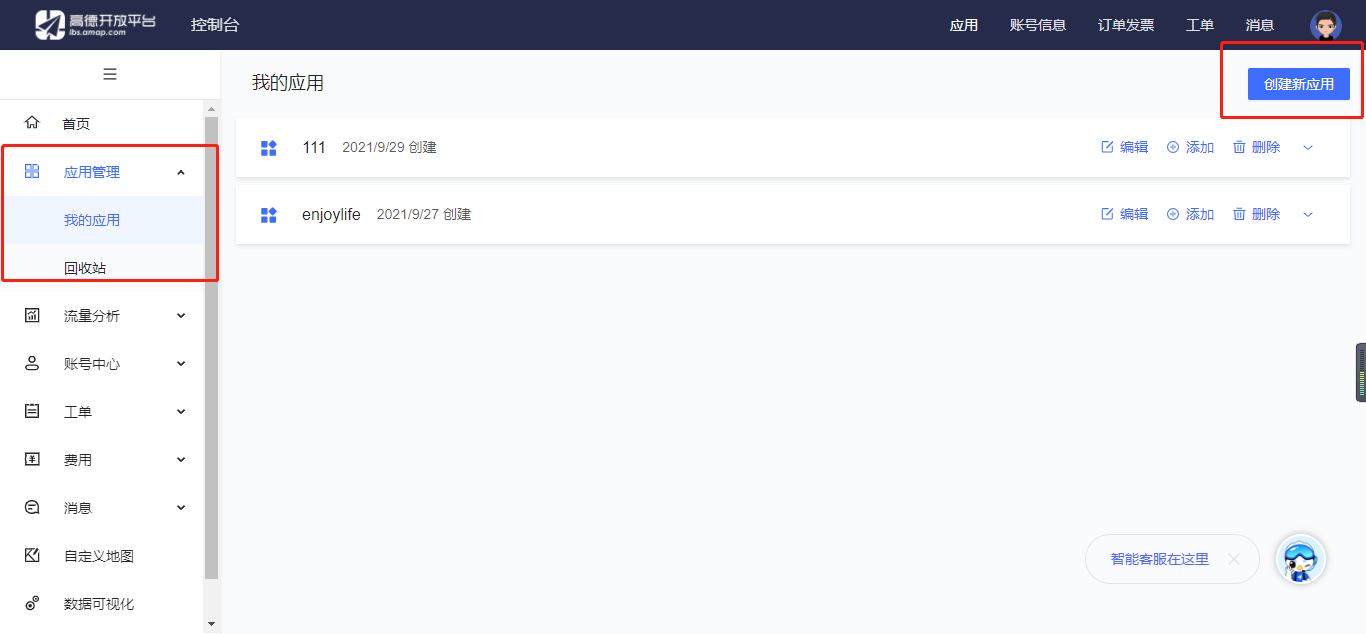 高德开放平台
lbs.amap.com
控制台
应用
账号信息
订单发票
工单
消息
首页
应用管理
我的应用
回收站
流量分析
账号中心
工单
费用
消息
自定义地图
数据可视化
我的应用
创建新应用
111 2021/9/29 创建
编辑 添加 删除
enjoylife 2021/9/27 创建
编辑 添加 删除
智能客服在这里